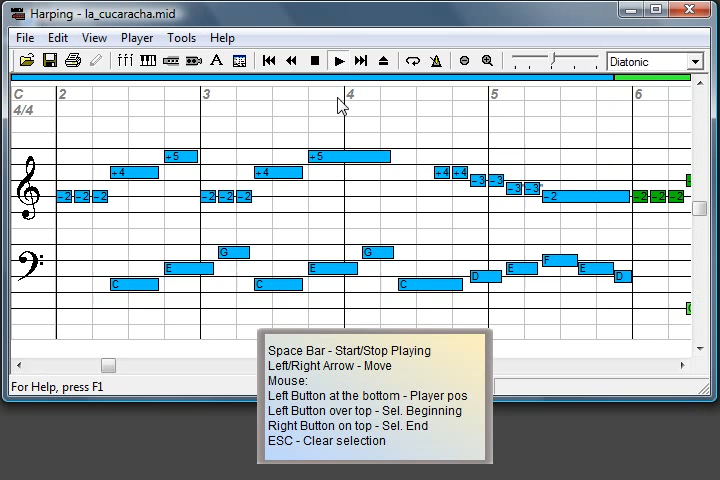 Harping - la_cucaracha.mid
File Edit View Player Tools Help
A Diatonic
C 2 3 4 5 6
4/4
+5 +5
+4 +4 +4 +4 -3 -3 -3 -3
-2 -2 -2 -2 -2 -2 -2 -2 -2 -2
G G
E E D E F E D
C C C
For Help, press F1
Space Bar - Start/Stop Playing
Left/Right Arrow - Move
Mouse:
Left Button at the bottom - Player pos
Left Button over top - Sel. Beginning
Right Button on top - Sel. End
ESC - Clear selection